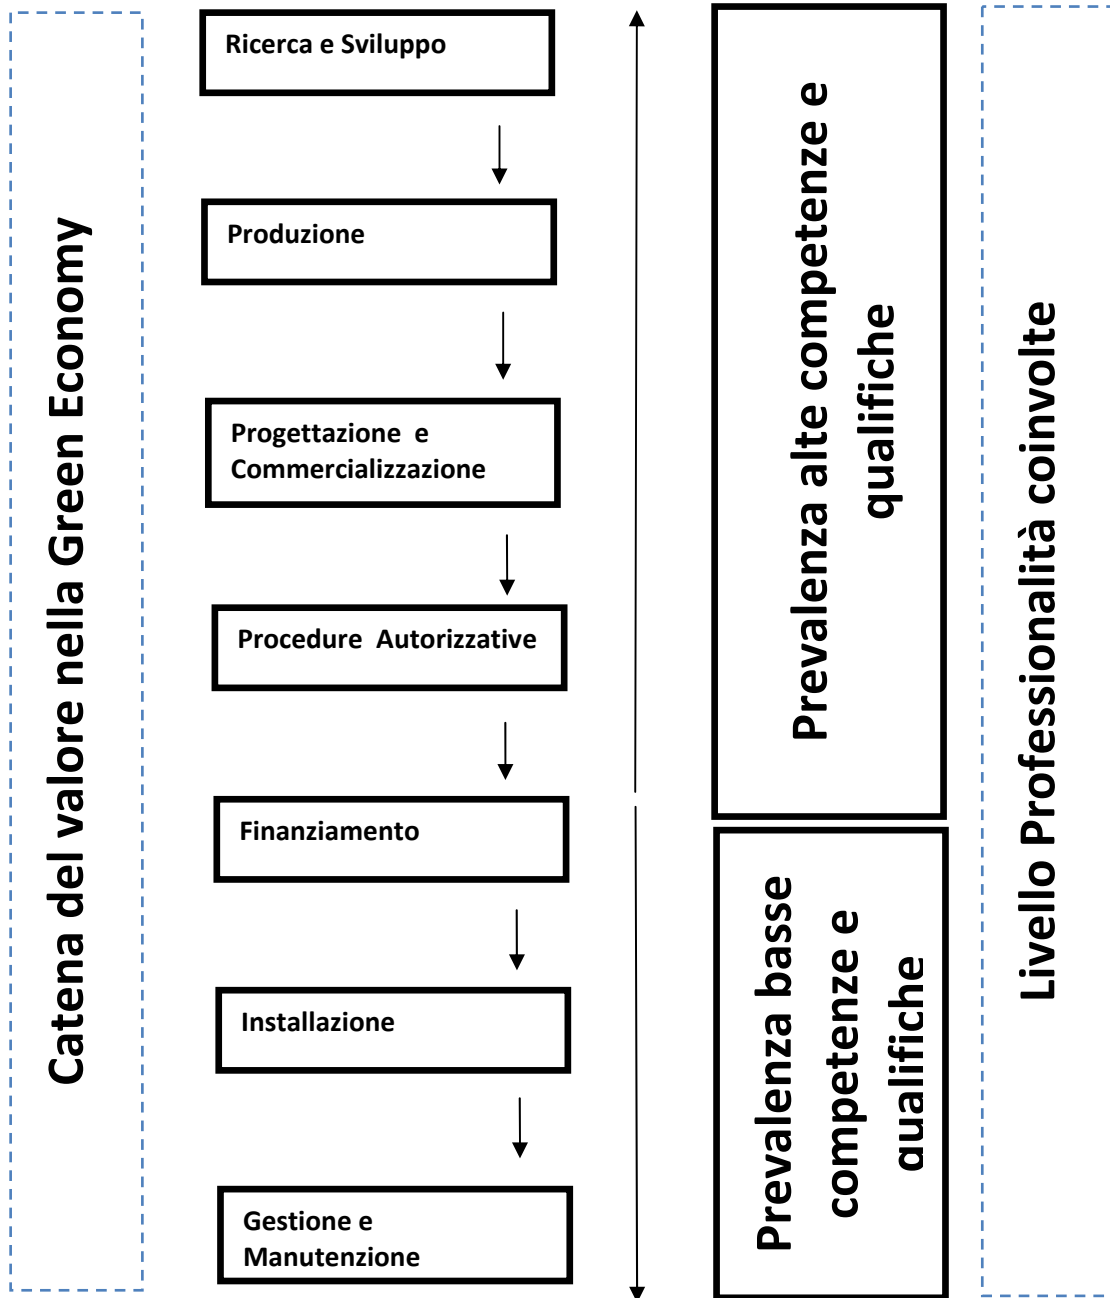 Catena del valore nella Green Economy
Ricerca e Sviluppo
Produzione
Progettazione e
Commercializzazione
Procedure Autorizzative
Finanziamento
Installazione
Gestione e
Manutenzione
Prevalenza alte competenze e
qualifiche
Prevalenza basse
competenze e
qualifiche
Livello Professionalità coinvolte